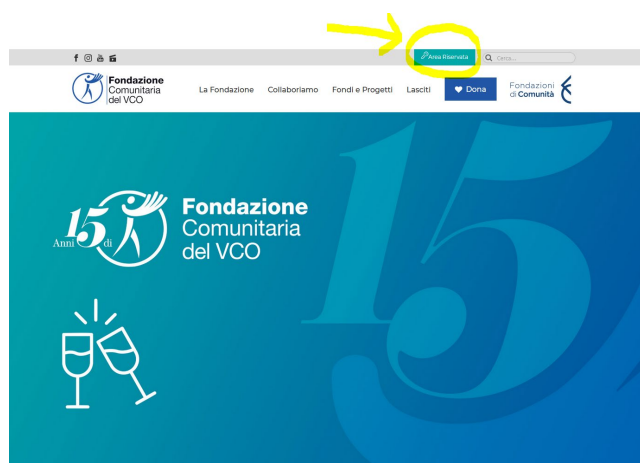 Area Riservata
Cerca...
Fondazione
Comunitaria
del VCO
La Fondazione Collaboriamo Fondi e Progetti Lasciti Dona
Fondazioni
di Comunità
15
Anni di
Fondazione
Comunitaria
del VCO
15